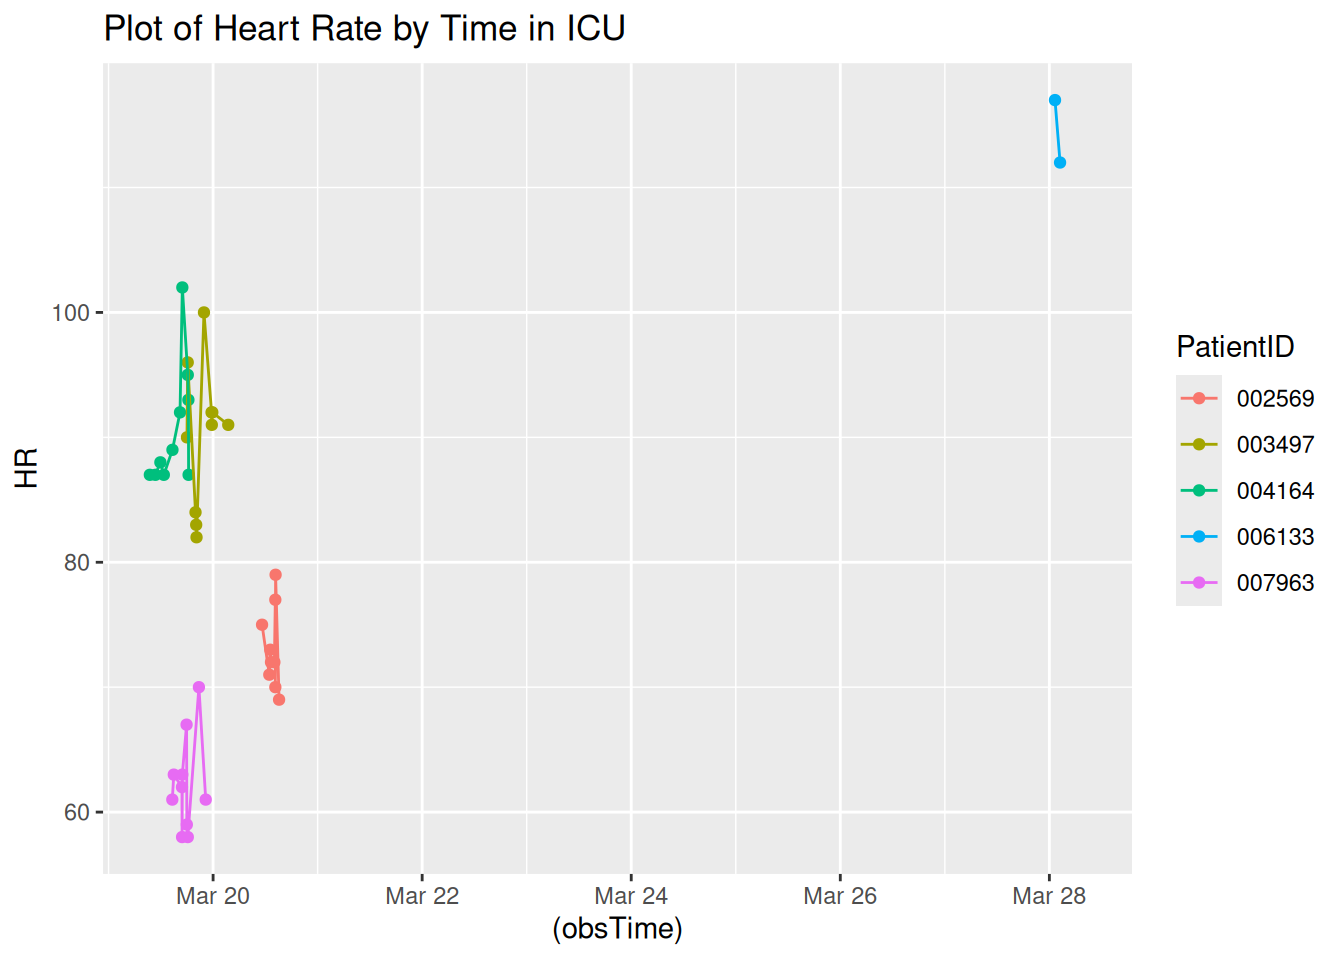 Plot of Heart Rate by Time in ICU
HR
100
80
60
Mar 20
Mar 22
Mar 24
Mar 26
Mar 28
(obsTime)
PatientID
002569
003497
004164
006133
007963